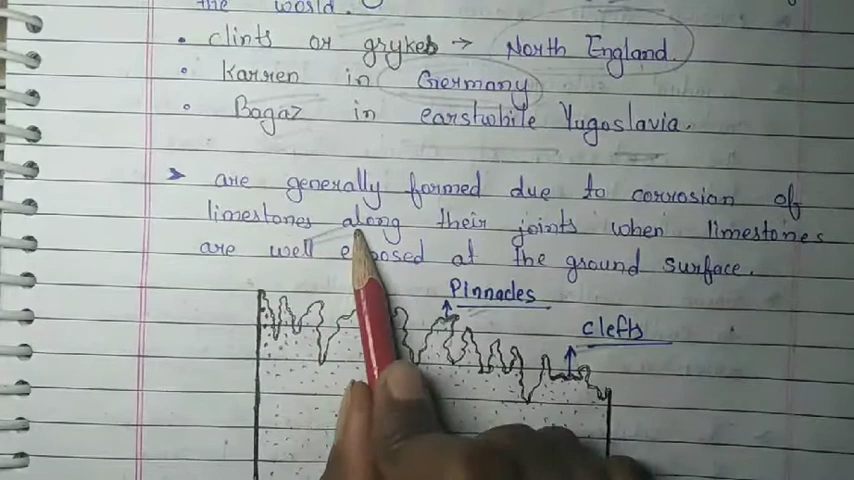 the world.
• clints or grykes → North England.
• Karren in Germany
• Bogaz in earstwhile Yugoslavia.
➤ are generally formed due to corrosion of
limestones along their joints when limestones
are well exposed at the ground surface.
Pinnacles
clefts